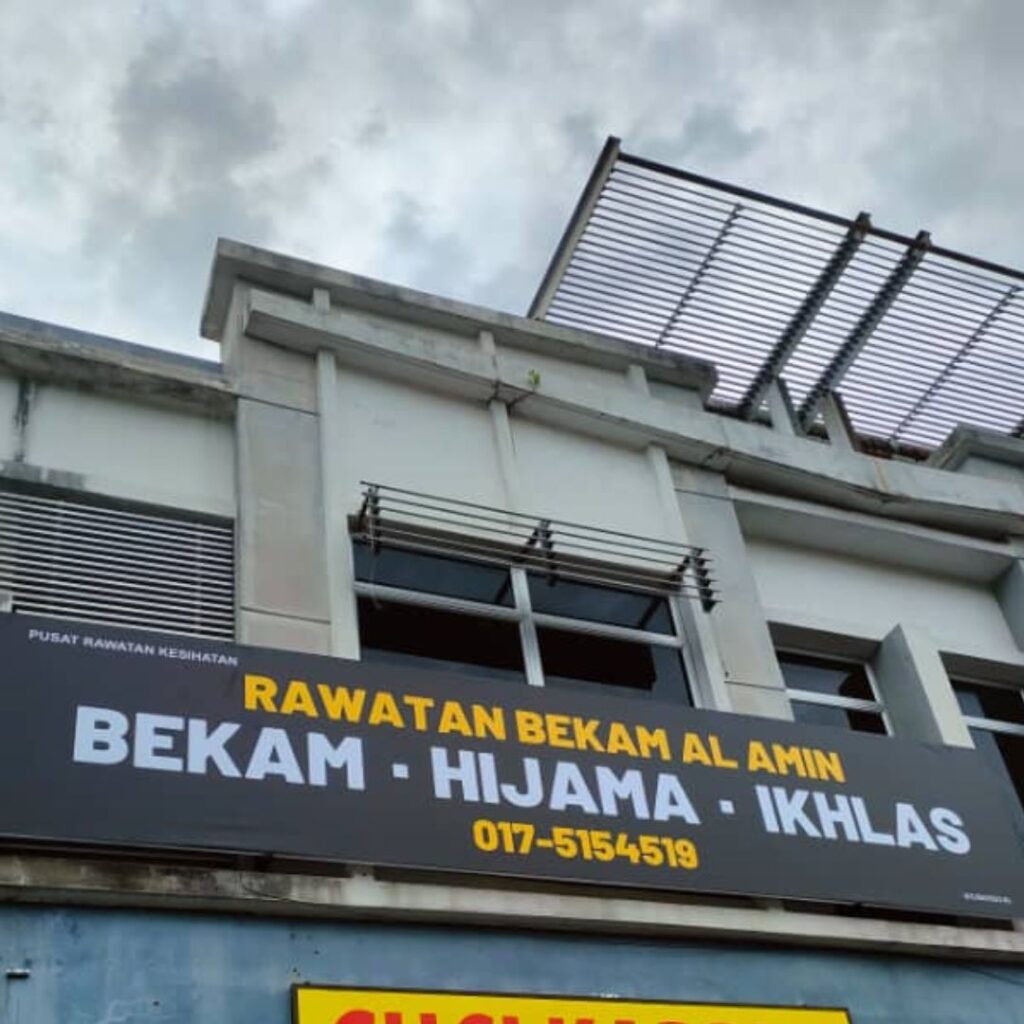 PUSAT RAWATAN KESIHATAN
RAWATAN BEKAM AL AMIN
BEKAM · HIJAMA · IKHLAS
017-5154519